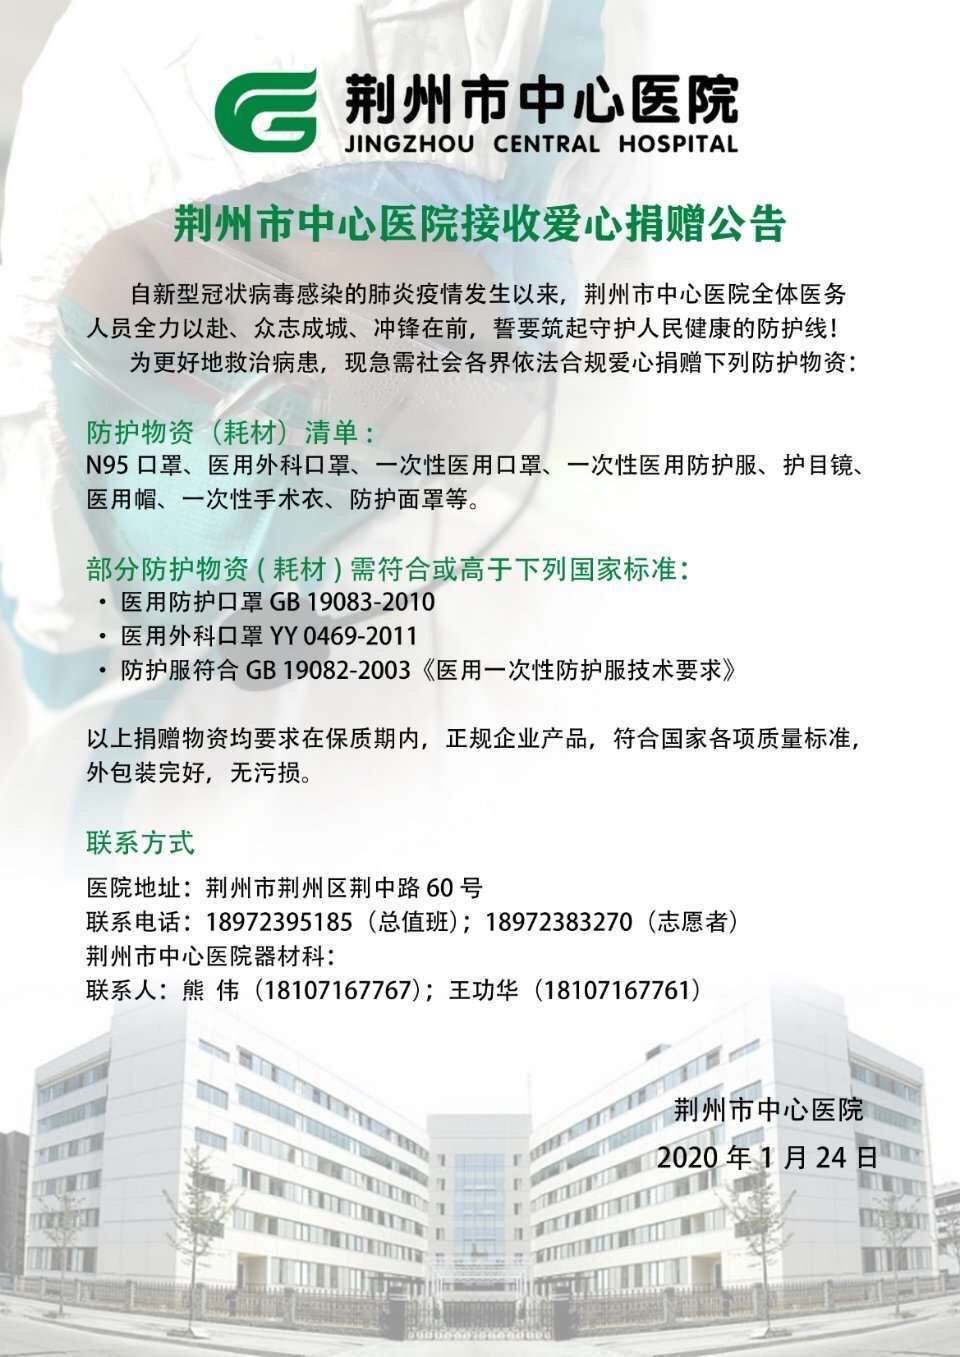 荆州市中心医院
JINGZHOU CENTRAL HOSPITAL
荆州市中心医院接收爱心捐赠公告
自新型冠状病毒感染的肺炎疫情发生以来，荆州市中心医院全体医务
人员全力以赴、众志成城、冲锋在前，誓要筑起守护人民健康的防护线！
为更好地救治病患，现急需社会各界依法合规爱心捐赠下列防护物资：
防护物资（耗材）清单：
N95 口罩、医用外科口罩、一次性医用口罩、一次性医用防护服、护目镜、
医用帽、一次性手术衣、防护面罩等。
部分防护物资 ( 耗材 ) 需符合或高于下列国家标准：
· 医用防护口罩 GB 19083-2010
· 医用外科口罩 YY 0469-2011
· 防护服符合 GB 19082-2003《医用一次性防护服技术要求》
以上捐赠物资均要求在保质期内，正规企业产品，符合国家各项质量标准，
外包装完好，无污损。
联系方式
医院地址：荆州市荆州区荆中路 60 号
联系电话：18972395185（总值班）；18972383270（志愿者）
荆州市中心医院器材科：
联系人：熊 伟（18107167767）；王功华（18107167761）
荆州市中心医院
2020 年 1 月 24 日